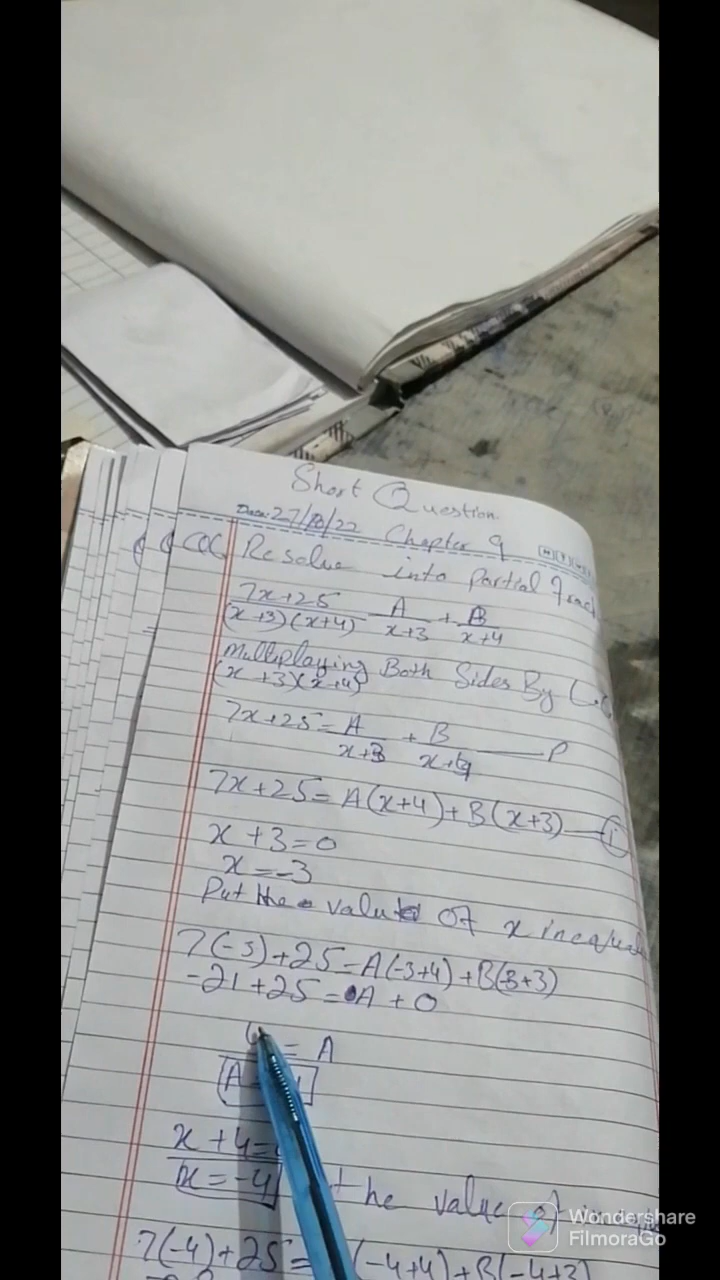 Short Question
Date: 27/10/22 Chapter 9
Resolve into Partial Fract
7x+25/(x+3)(x+4) = A/x+3 + B/x+4
Multiplaying Both Sides By L.C
(x+3)(x+4)
7x+25 = A/x+3 + B/x+4
7x+25=A(x+4)+B(x+3) — i
x+3=0
x=-3
Put the value of x in equa
7(-3)+25=A(-3+4)+B(-3+3)
-21+25=A+0
= A
A
x+4=
x=-4 the value of
7(-4)+25= (-4+4)+B(-4+3)
Wondershare
FilmoraGo